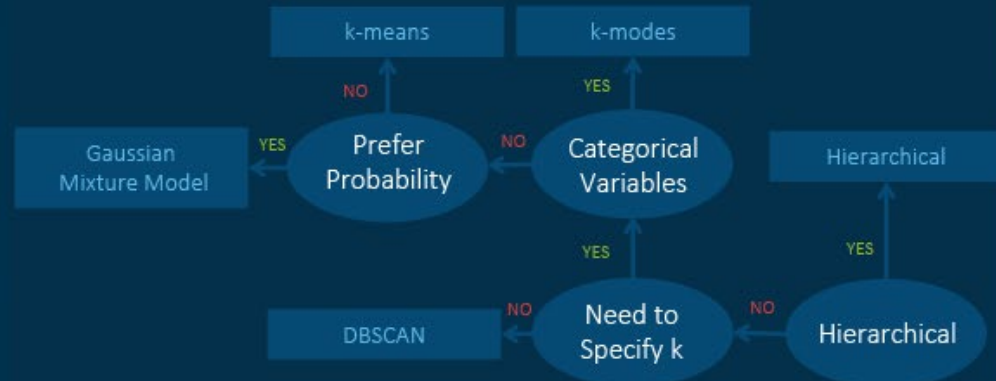 k-means
k-modes
NO
YES
Gaussian
Mixture Model
YES
Prefer
Probability
NO
Categorical
Variables
Hierarchical
YES
YES
DBSCAN
NO
Need to
Specify k
NO
Hierarchical